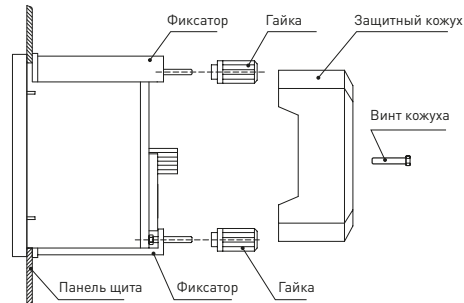 Фиксатор
Гайка
Защитный кожух
Винт кожуха
Панель щита
Фиксатор
Гайка